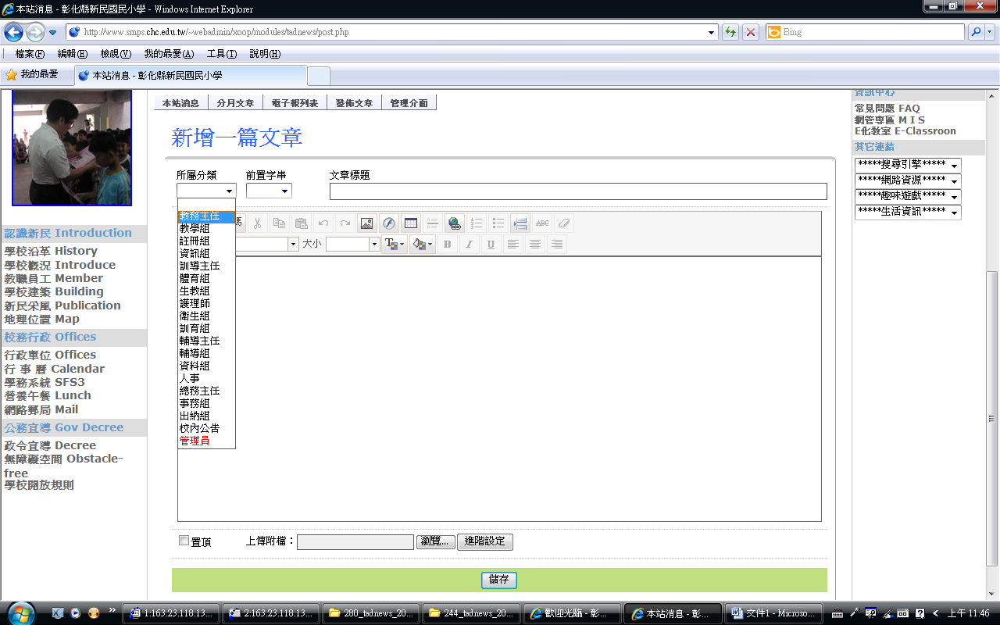 本站消息 - 彰化縣新民國民小學 - Windows Internet Explorer
http://www.smps.chc.edu.tw/~webadmin/xoop/modules/tadnews/post.php
Bing
檔案(F) 編輯(E) 檢視(V) 我的最愛(A) 工具(T) 說明(H)
我的最愛
本站消息 - 彰化縣新民國民小學
認識新民 Introduction
學校沿革 History
學校概況 Introduce
教職員工 Member
學校建築 Building
新民采風 Publication
地理位置 Map
校務行政 Offices
行政單位 Offices
行 事 曆 Calendar
學務系統 SFS3
營養午餐 Lunch
網路郵局 Mail
公務宣導 Gov Decree
政令宣導 Decree
無障礙空間 Obstacle-
free
學校開放規則
本站消息 分月文章 電子報列表 發佈文章 管理介面
新增一篇文章
所屬分類 前置字串 文章標題
教務主任
教學組
註冊組
資訊組
訓導主任
體育組
生教組
護理師
衛生組
訓育組
輔導主任
輔導組
資料組
人事
總務主任
事務組
出納組
校內公告
管理員
ABC
大小 T B I U
置頂 上傳附檔： 瀏覽... 進階設定
儲存
資訊中心
常見問題 FAQ
網管專區 M I S
E化教室 E-Classroon
其它連結
*****搜尋引擎*****
*****網路資源*****
*****趣味遊戲*****
*****生活資訊*****
1:163.23.118.13... 2:163.23.118.13... 280_tadnews_20... 244_tadnews_20... 歡迎光臨 - 彰... 本站消息 - 彰... 文件1 - Microso... 上午 11:46